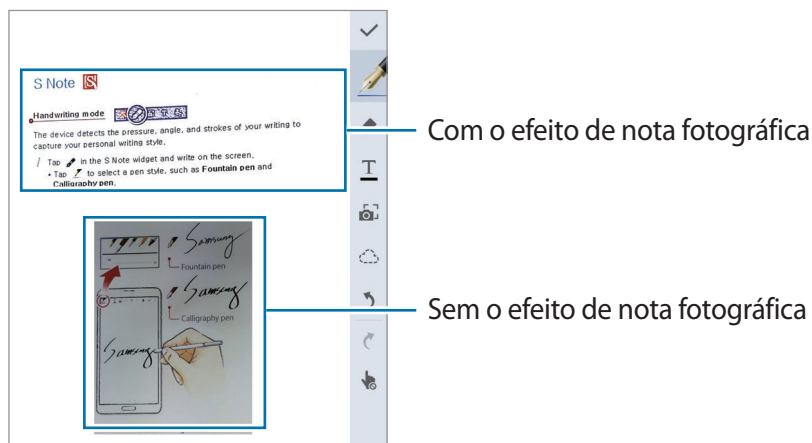 S Note
Handwriting mode
The device detects the pressure, angle, and strokes of your writing to
capture your personal writing style.
Tap in the S Note widget and write on the screen.
• Tap to select a pen style, such as Fountain pen and
Calligraphy pen.
T
Com o efeito de nota fotográfica
Samsung
Fountain pen
Samsung
Calligraphy pen
Samsung
Sem o efeito de nota fotográfica